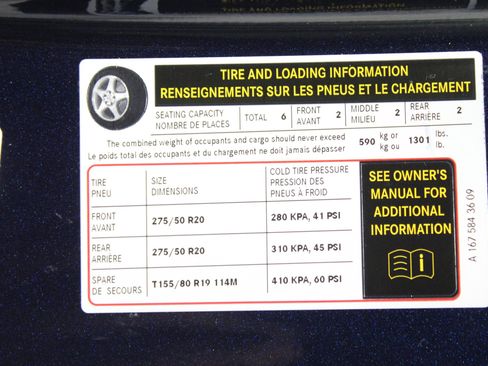 TIRE AND LOADING INFORMATION
RENSEIGNEMENTS SUR LES PNEUS ET LE CHARGEMENT
SEATING CAPACITY
NOMBRE DE PLACES
TOTAL 6
FRONT
AVANT 2
MIDDLE
MILIEU 2
REAR
ARRIÈRE 2
The combined weight of occupants and cargo should never exceed
Le poids total des occupants et du chargement ne doit jamais dépasser
590 kg or
kg ou
1301 lbs.
lb.
TIRE
PNEU
SIZE
DIMENSIONS
COLD TIRE PRESSURE
PRESSION DES
PNEUS À FROID
FRONT
AVANT
275/50 R20
280 KPA, 41 PSI
REAR
ARRIÈRE
275/50 R20
310 KPA, 45 PSI
SPARE
DE SECOURS
T155/80 R19 114M
410 KPA, 60 PSI
SEE OWNER'S
MANUAL FOR
ADDITIONAL
INFORMATION
A 167 584 36 09